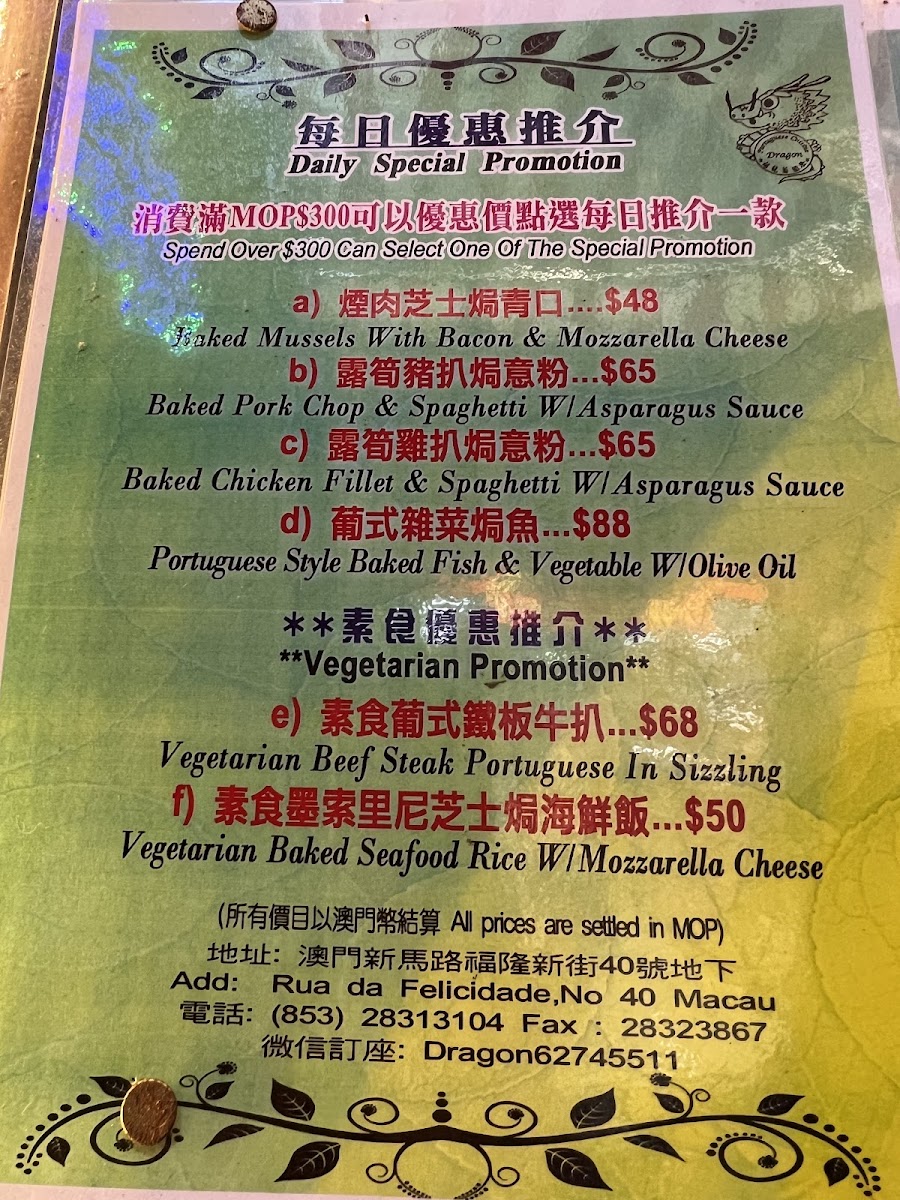 每日優惠推介
Daily Special Promotion
Dragon
消費滿MOP$300可以優惠價點選每日推介一款
Spend Over $300 Can Select One Of The Special Promotion
a) 煙肉芝士焗青口....$48
Baked Mussels With Bacon & Mozzarella Cheese
b) 露筍豬扒焗意粉...$65
Baked Pork Chop & Spaghetti W/Asparagus Sauce
c) 露筍雞扒焗意粉...$65
Baked Chicken Fillet & Spaghetti W/Asparagus Sauce
d) 葡式雜菜焗魚...$88
Portuguese Style Baked Fish & Vegetable W/Olive Oil
**素食優惠推介**
**Vegetarian Promotion**
e) 素食葡式鐵板牛扒...$68
Vegetarian Beef Steak Portuguese In Sizzling
f) 素食墨索里尼芝士焗海鮮飯...$50
Vegetarian Baked Seafood Rice W/Mozzarella Cheese
(所有價目以澳門幣結算 All prices are settled in MOP)
地址: 澳門新馬路福隆新街40號地下
Add: Rua da Felicidade,No 40 Macau
電話: (853) 28313104 Fax : 28323867
微信訂座: Dragon62745511